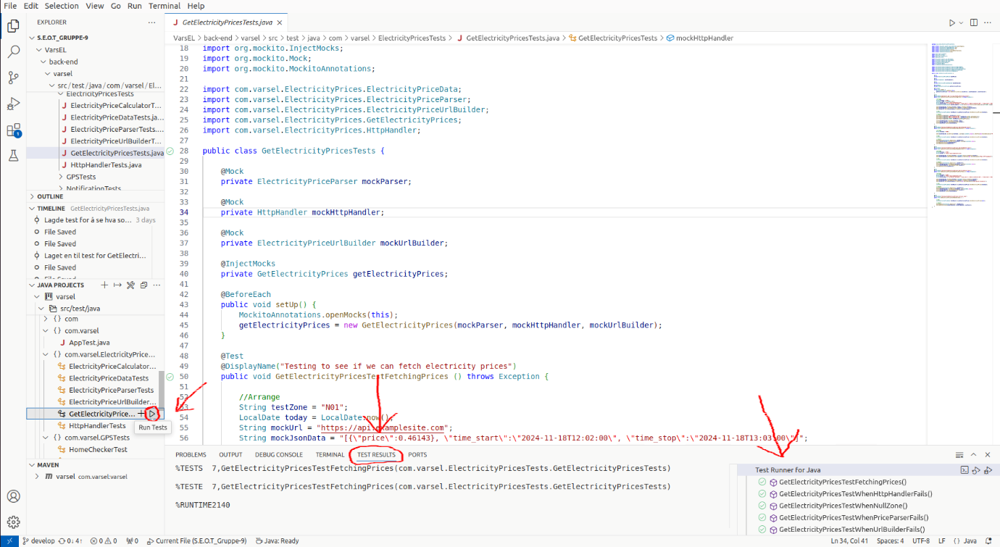 File Edit Selection View Go Run Terminal Help
EXPLORER
S.E.O.T_GRUPPE-9
VarsEL
back-end
varsel
src/test/java/com/varsel/El...
ElectricityPricesTests
ElectricityPriceCalculatorT...
ElectricityPriceDataTests.ja...
ElectricityPriceParserTests....
ElectricityPriceUrlBuilderT...
GetElectricityPricesTests.java
HttpHandlerTests.java
GPSTests
NotificationTests
OUTLINE
TIMELINE GetElectricityPricesTests.java
Lagde test for å se hva so... 3 days
File Saved
File Saved
Laget en til test for GetElectri...
File Saved
File Saved
JAVA PROJECTS
varsel
src/test/java
{} com
{} com.varsel
AppTest.java
{} com.varsel.ElectricityPrice...
ElectricityPriceCalculator...
ElectricityPriceDataTests
ElectricityPriceParserTests
ElectricityPriceUrlBuilder...
GetElectricityPrice...
Run Tests
HttpHandlerTests
{} com.varsel.GPSTests
HomeCheckerTest
MAVEN
varsel com.varsel:varsel
1
J GetElectricityPricesTests.java
VarsEL > back-end > varsel > src > test > java > com > varsel > ElectricityPricesTests > J GetElectricityPricesTests.java > GetElectricityPricesTests > mockHttpHandler
18 import org.mockito.InjectMocks;
19 import org.mockito.Mock;
20 import org.mockito.MockitoAnnotations;
21
22 import com.varsel.ElectricityPrices.ElectricityPriceData;
23 import com.varsel.ElectricityPrices.ElectricityPriceParser;
24 import com.varsel.ElectricityPrices.ElectricityPriceUrlBuilder;
25 import com.varsel.ElectricityPrices.GetElectricityPrices;
26 import com.varsel.ElectricityPrices.HttpHandler;
27
28 public class GetElectricityPricesTests {
29
30 @Mock
31 private ElectricityPriceParser mockParser;
32
33 @Mock
34 private HttpHandler mockHttpHandler;
35
36 @Mock
37 private ElectricityPriceUrlBuilder mockUrlBuilder;
38
39 @InjectMocks
40 private GetElectricityPrices getElectricityPrices;
41
42 @BeforeEach
43 public void setUp() {
44 MockitoAnnotations.openMocks(this);
45 getElectricityPrices = new GetElectricityPrices(mockParser, mockHttpHandler, mockUrlBuilder);
46 }
47
48 @Test
49 @DisplayName("Testing to see if we can fetch electricity prices")
50 public void GetElectricityPricesTestFetchingPrices () throws Exception {
51
52 //Arrange
53 String testZone = "N01";
54 LocalDate today = LocalDate.now();
55 String mockUrl = "https://api.examplesite.com";
56 String mockJsonData = "[{\"price\":0.46143}, \"time_start\":\"2024-11-18T12:02:00\", \"time_stop\":\"2024-11-18T13:03:00\"]";
PROBLEMS OUTPUT DEBUG CONSOLE TERMINAL TEST RESULTS PORTS
%TESTS 7,GetElectricityPricesTestFetchingPrices(com.varsel.ElectricityPricesTests.GetElectricityPricesTests)
%TESTE 7,GetElectricityPricesTestFetchingPrices(com.varsel.ElectricityPricesTests.GetElectricityPricesTests)
%RUNTIME2140
Test Runner for Java
GetElectricityPricesTestFetchingPrices()
GetElectricityPricesTestWhenHttpHandlerFails()
GetElectricityPricesTestWhenNullZone()
GetElectricityPricesTestWhenPriceParserFails()
GetElectricityPricesTestWhenUrlBuilderFails()
develop 0↓ 4↑ 0 0 0 Current File (S.E.O.T_Gruppe-9) Java: Ready Ln 34, Col 41 Spaces: 4 UTF-8 LF {} Java